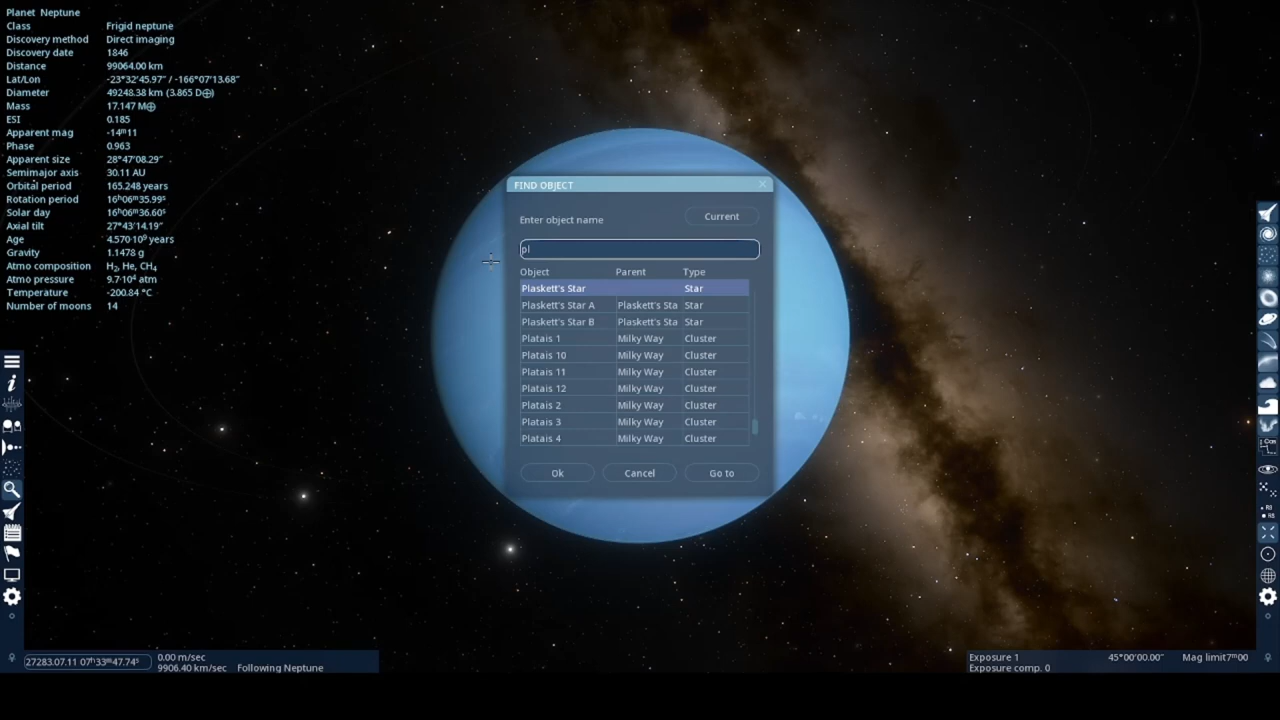 Planet Neptune
Class Frigid neptune
Discovery method Direct imaging
Discovery date 1846
Distance 99064.00 km
Lat/Lon -23°32'45.97" / -166°07'13.68"
Diameter 49248.38 km (3.865 D⊕)
Mass 17.147 M⊕
ESI 0.185
Apparent mag -14ᵐ11
Phase 0.963
Apparent size 28°47'08.29"
Semimajor axis 30.11 AU
Orbital period 165.248 years
Rotation period 16ʰ06ᵐ35.99ˢ
Solar day 16ʰ06ᵐ36.60ˢ
Axial tilt 27°43'14.19"
Age 4.570·10⁹ years
Gravity 1.1478 g
Atmo composition H₂, He, CH₄
Atmo pressure 9.7·10⁴ atm
Temperature -200.84 °C
Number of moons 14
FIND OBJECT
Enter object name Current
pl
Object Parent Type
Plaskett's Star Star
Plaskett's Star A Plaskett's Sta Star
Plaskett's Star B Plaskett's Sta Star
Platais 1 Milky Way Cluster
Platais 10 Milky Way Cluster
Platais 11 Milky Way Cluster
Platais 12 Milky Way Cluster
Platais 2 Milky Way Cluster
Platais 3 Milky Way Cluster
Platais 4 Milky Way Cluster
Ok Cancel Go to
27283.07.11 07ʰ33ᵐ47.74ˢ
0.00 m/sec
9906.40 km/sec Following Neptune
Exposure 1 45°00'00.00" Mag limit7ᵐ00
Exposure comp. 0